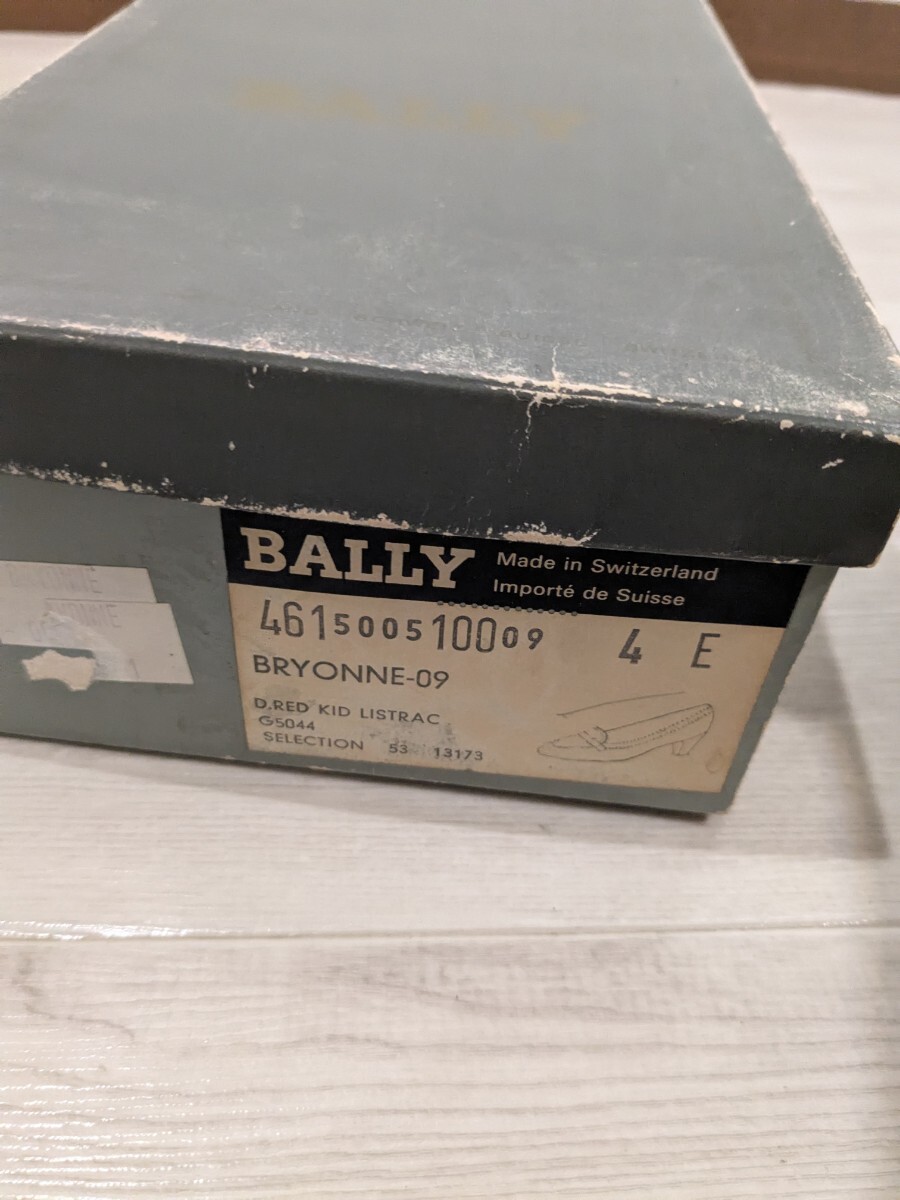 BALLY
BALLY
Made in Switzerland
Importé de Suisse
461500510009 4 E
BRYONNE-09
D.RED KID LISTRAC
G5044
SELECTION 53 13173